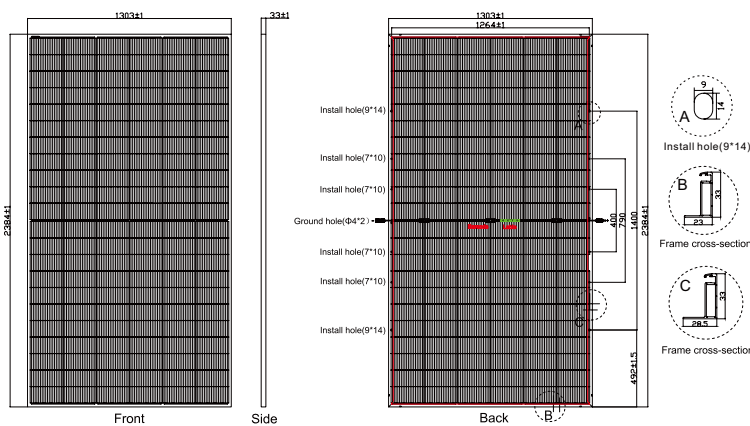 1303±1
33±1
1303±1
1264±1
2384±1
Install hole(9*14)
Install hole(7*10)
Install hole(7*10)
Ground hole(Φ4*2)
Install hole(7*10)
Install hole(7*10)
Install hole(9*14)
A
C
B
400
790
1400
2384±1
492±1.5
Front
Side
Back
9
14
A
Install hole(9*14)
B
33
23
Frame cross-section
C
33
28.5
Frame cross-section